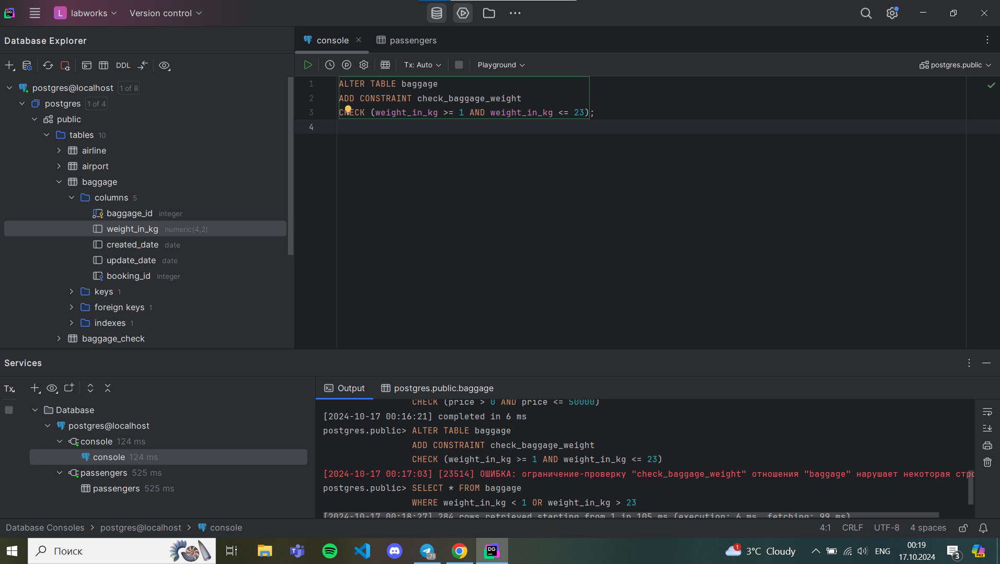 L labworks Version control
Database Explorer
console
passengers
DDL
Tx: Auto
Playground
postgres.public
postgres@localhost 1 of 8
postgres 1 of 4
public
tables 10
airline
airport
baggage
columns 5
baggage_id integer
weight_in_kg numeric(4,2)
created_date date
update_date date
booking_id integer
keys 1
foreign keys 1
indexes 1
baggage_check
1 ALTER TABLE baggage
2 ADD CONSTRAINT check_baggage_weight
3 CHECK (weight_in_kg >= 1 AND weight_in_kg <= 23);
4
Services
Tx
Database
postgres@localhost
console 124 ms
console 124 ms
passengers 525 ms
passengers 525 ms
Output
postgres.public.baggage
CHECK (price > 0 AND price <= 50000)
[2024-10-17 00:16:21] completed in 6 ms
postgres.public> ALTER TABLE baggage
ADD CONSTRAINT check_baggage_weight
CHECK (weight_in_kg >= 1 AND weight_in_kg <= 23)
[2024-10-17 00:17:03] [23514] ОШИБКА: ограничение-проверку "check_baggage_weight" отношения "baggage" нарушает некоторая стро
postgres.public> SELECT * FROM baggage
WHERE weight_in_kg < 1 OR weight_in_kg > 23
[2024-10-17 00:18:27] 284 rows retrieved starting from 1 in 105 ms (execution: 6 ms, fetching: 99 ms)
Database Consoles > postgres@localhost > console
4:1 CRLF UTF-8 4 spaces
Поиск
DG
71
1
3°C Cloudy
ENG
00:19
17.10.2024
3
PRE